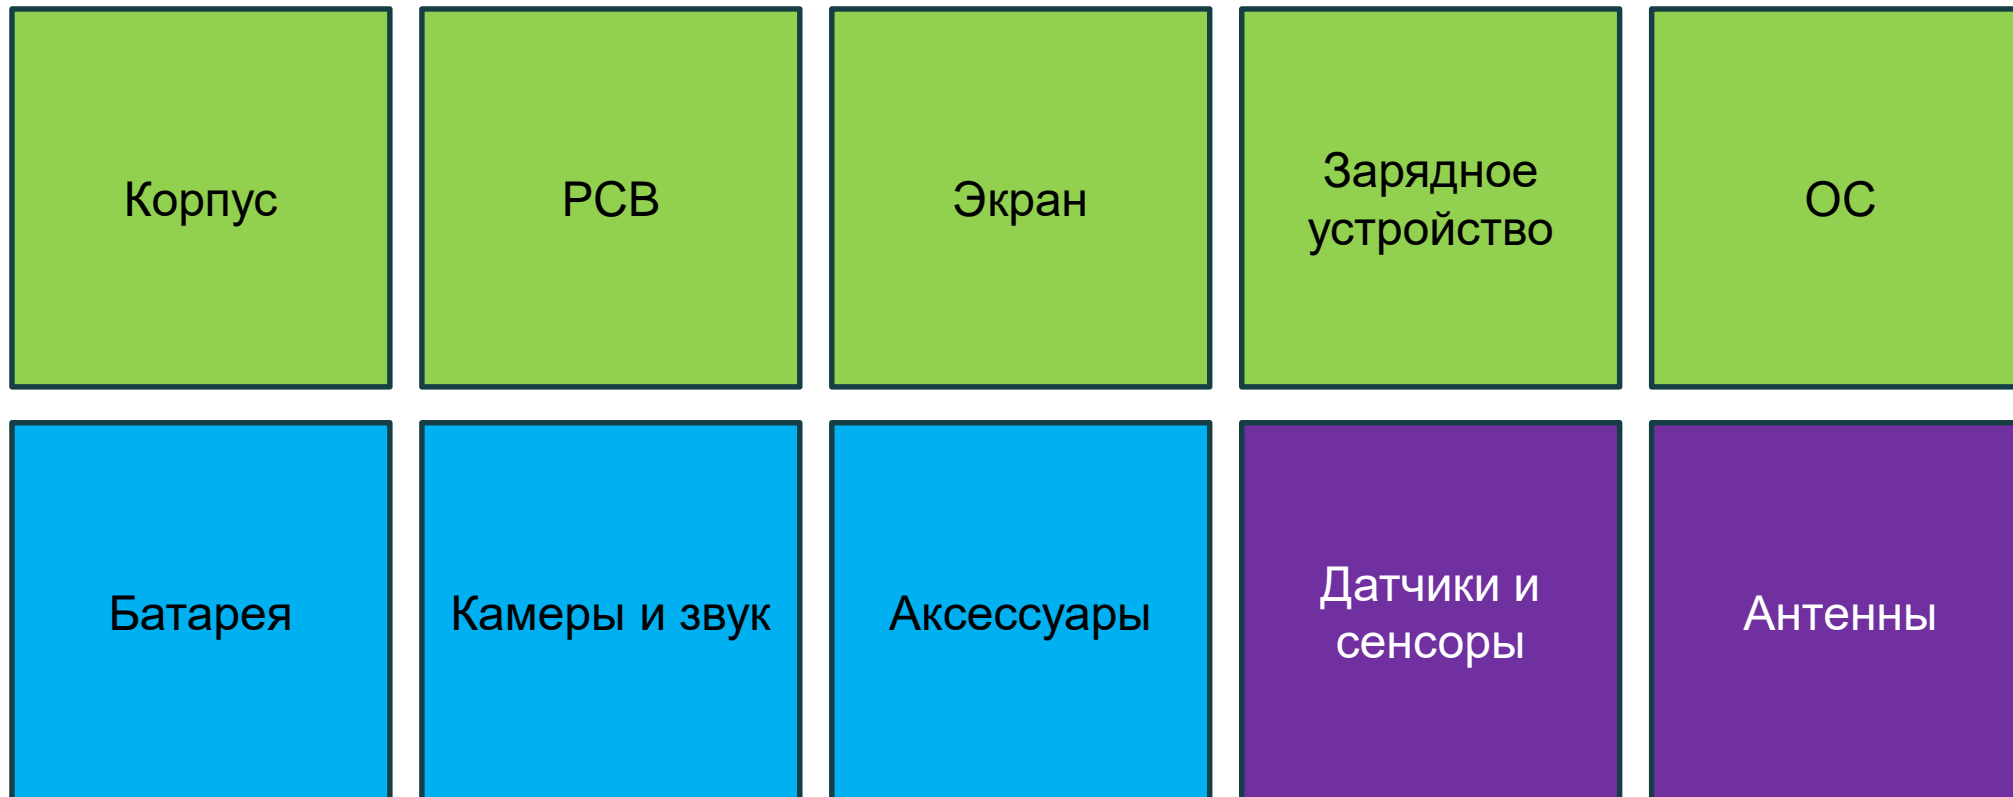 Корпус
PCB
Экран
Зарядное
устройство
ОС
Батарея
Камеры и звук
Аксессуары
Датчики и
сенсоры
Антенны